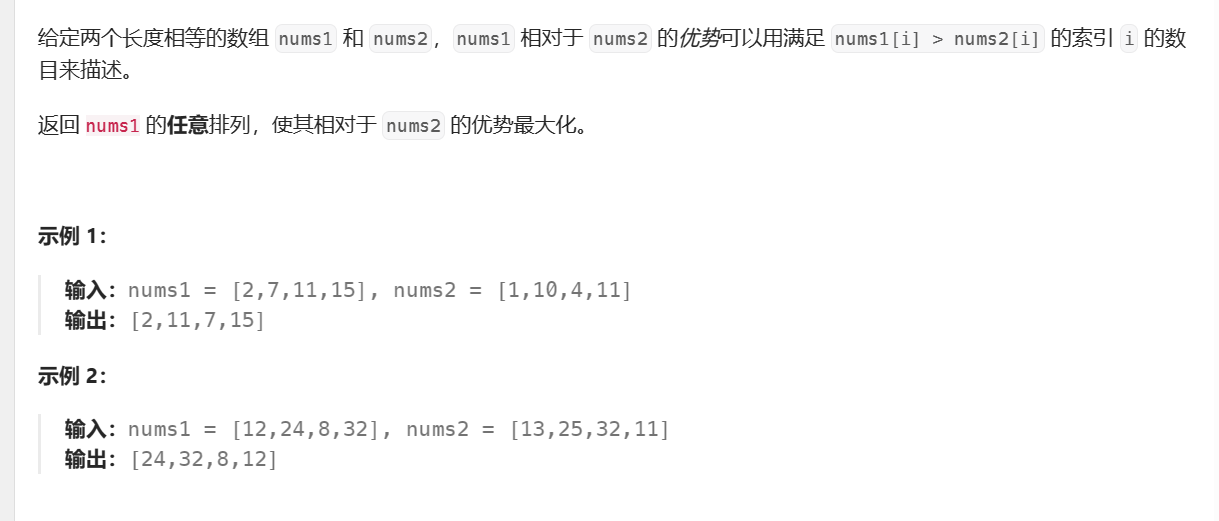 给定两个长度相等的数组 nums1 和 nums2，nums1 相对于 nums2 的优势可以用满足 nums1[i] > nums2[i] 的索引 i 的数
目来描述。
返回 nums1 的任意排列，使其相对于 nums2 的优势最大化。
示例 1：
输入：nums1 = [2,7,11,15], nums2 = [1,10,4,11]
输出：[2,11,7,15]
示例 2：
输入：nums1 = [12,24,8,32], nums2 = [13,25,32,11]
输出：[24,32,8,12]